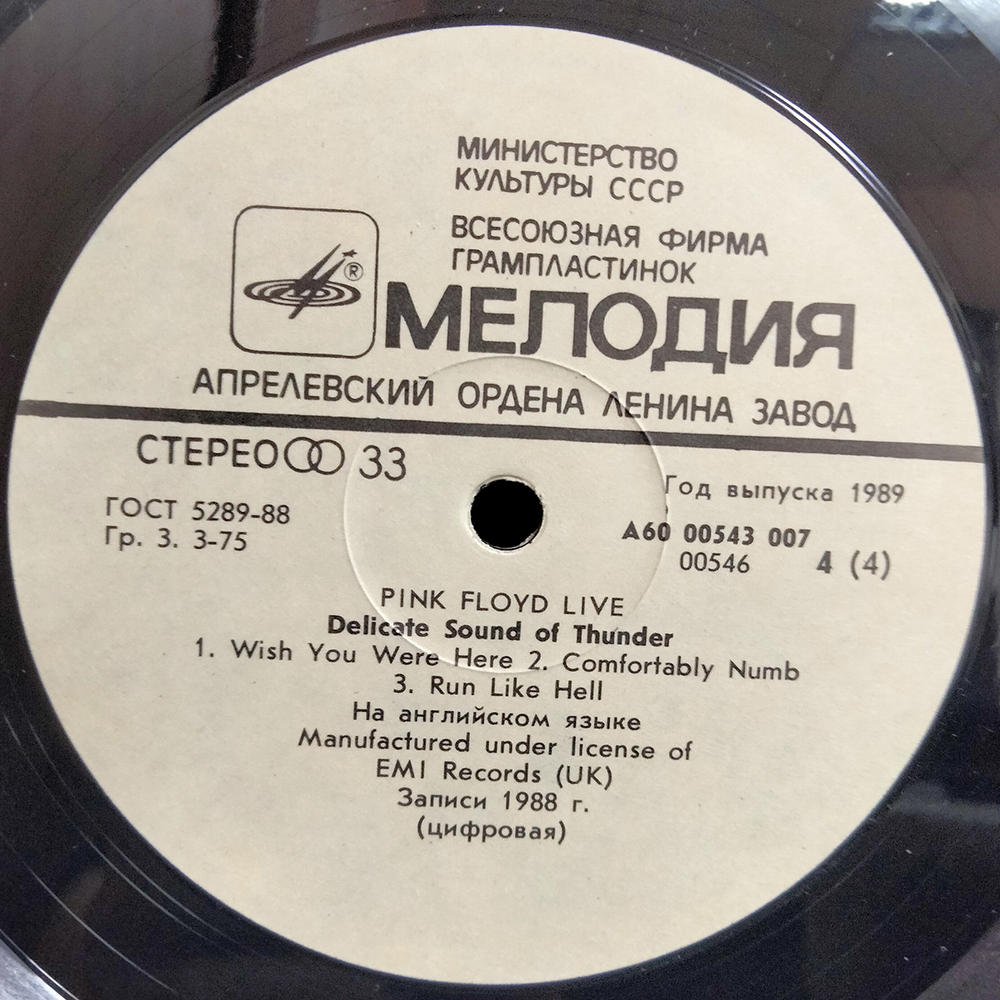 МИНИСТЕРСТВО
КУЛЬТУРЫ СССР
ВСЕСОЮЗНАЯ ФИРМА
ГРАМПЛАСТИНОК
®
МЕЛОДИЯ
АПРЕЛЕВСКИЙ ОРДЕНА ЛЕНИНА ЗАВОД
СТЕРЕО 33
Год выпуска 1989
ГОСТ 5289-88
Гр. 3. 3-75
А60 00543 007
00546 4 (4)
PINK FLOYD LIVE
Delicate Sound of Thunder
1. Wish You Were Here 2. Comfortably Numb
3. Run Like Hell
На английском языке
Manufactured under license of
EMI Records (UK)
Записи 1988 г.
(цифровая)